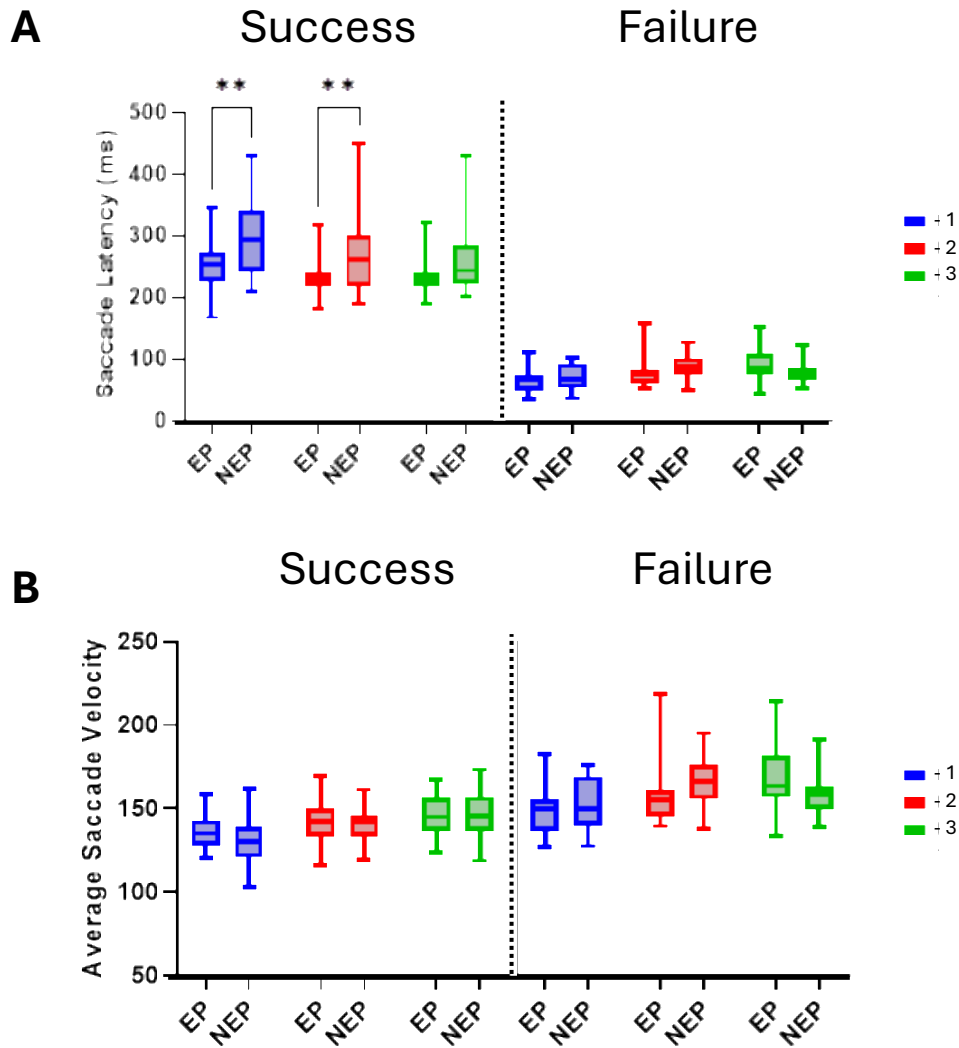 A
Success
Failure
**
**
Saccade Latency (ms)
500
400
300
200
100
0
EP
NEP
EP
NEP
EP
NEP
EP
NEP
EP
NEP
EP
NEP
1
2
3
B
Success
Failure
Average Saccade Velocity
250
200
150
100
50
EP
NEP
EP
NEP
EP
NEP
EP
NEP
EP
NEP
EP
NEP
1
2
3